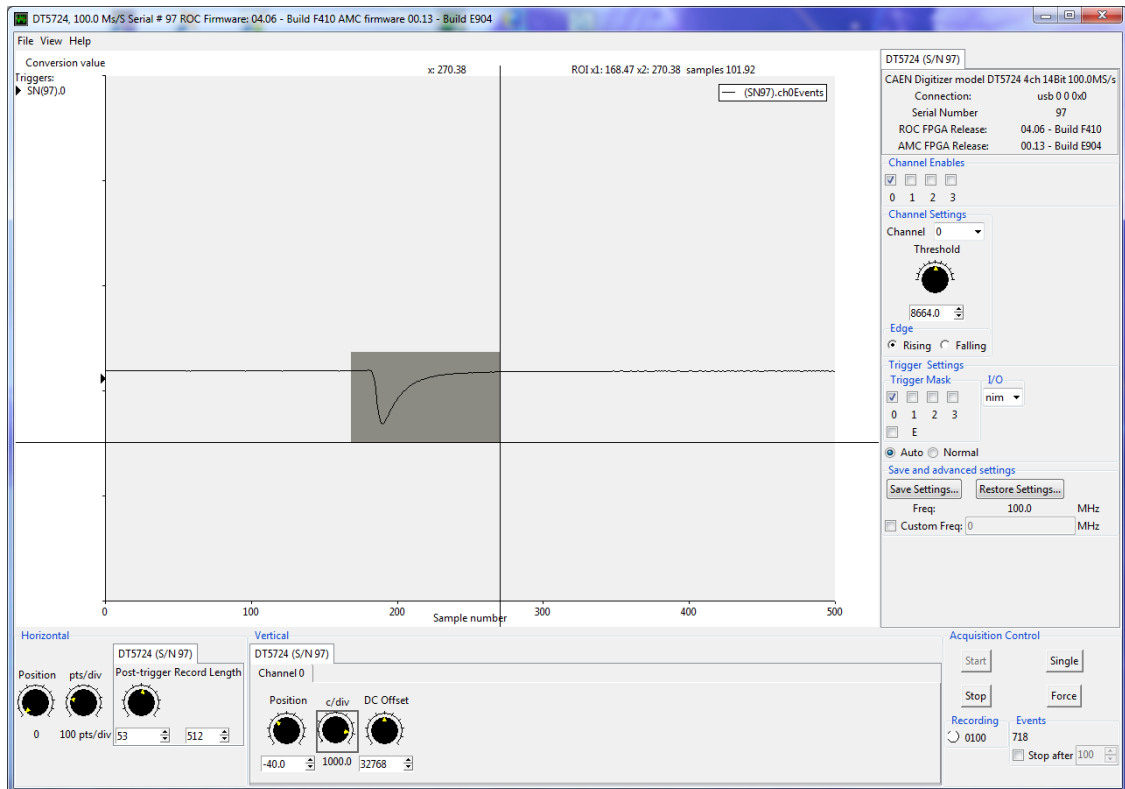 DT5724, 100.0 Ms/S Serial # 97 ROC Firmware: 04.06 - Build F410 AMC firmware 00.13 - Build E904
File View Help
Conversion value
x: 270.38 ROI x1: 168.47 x2: 270.38 samples 101.92
Triggers:
SN(97).0
(SN97).ch0Events
0 100 200 300 400 500
Sample number
DT5724 (S/N 97)
CAEN Digitizer model DT5724 4ch 14Bit 100.0MS/s
Connection: usb 0 0 0x0
Serial Number 97
ROC FPGA Release: 04.06 - Build F410
AMC FPGA Release: 00.13 - Build E904
Channel Enables
0 1 2 3
Channel Settings
Channel 0
Threshold
8664.0
Edge
Rising Falling
Trigger Settings
Trigger Mask I/O
nim
0 1 2 3
E
Auto Normal
Save and advanced settings
Save Settings... Restore Settings...
Freq: 100.0 MHz
Custom Freq: 0 MHz
Horizontal
DT5724 (S/N 97)
Position pts/div Post-trigger Record Length
0 100 pts/div 53 512
Vertical
DT5724 (S/N 97)
Channel 0
Position c/div DC Offset
-40.0 1000.0 32768
Acquisition Control
Start Single
Stop Force
Recording Events
0100 718
Stop after 100